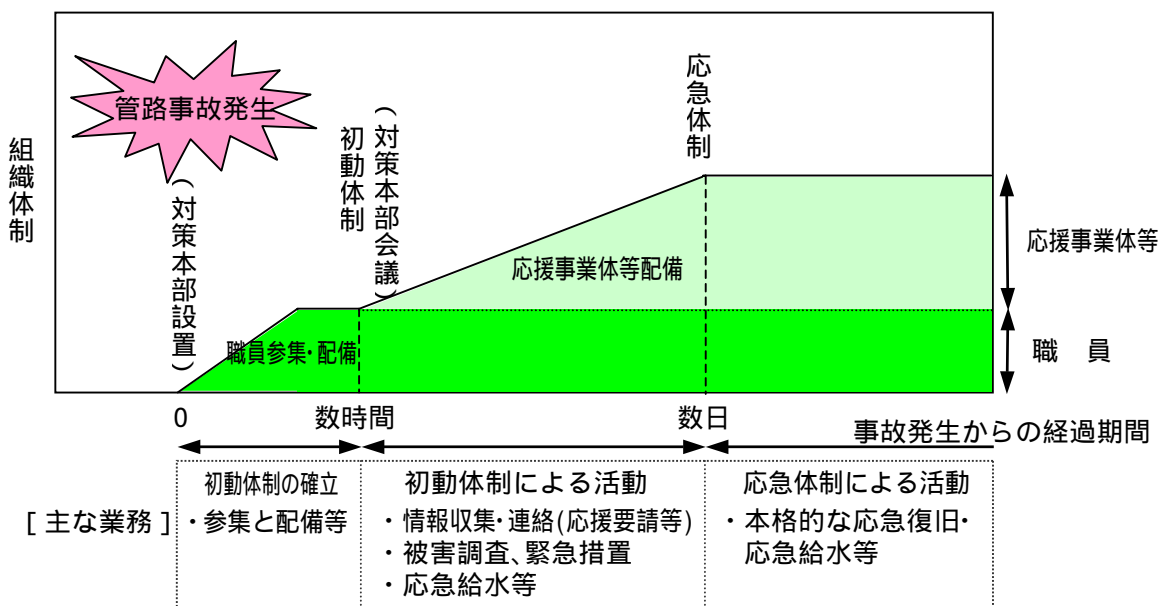 管路事故発生
組織体制
(対策本部設置)
初動体制
(対策本部会議)
応急体制
応援事業体等配備
職員参集・配備
応援事業体等
職　員
0
数時間
数日
事故発生からの経過期間
[主な業務]
初動体制の確立
・参集と配備等
初動体制による活動
・情報収集・連絡(応援要請等)
・被害調査、緊急措置
・応急給水等
応急体制による活動
・本格的な応急復旧・
応急給水等